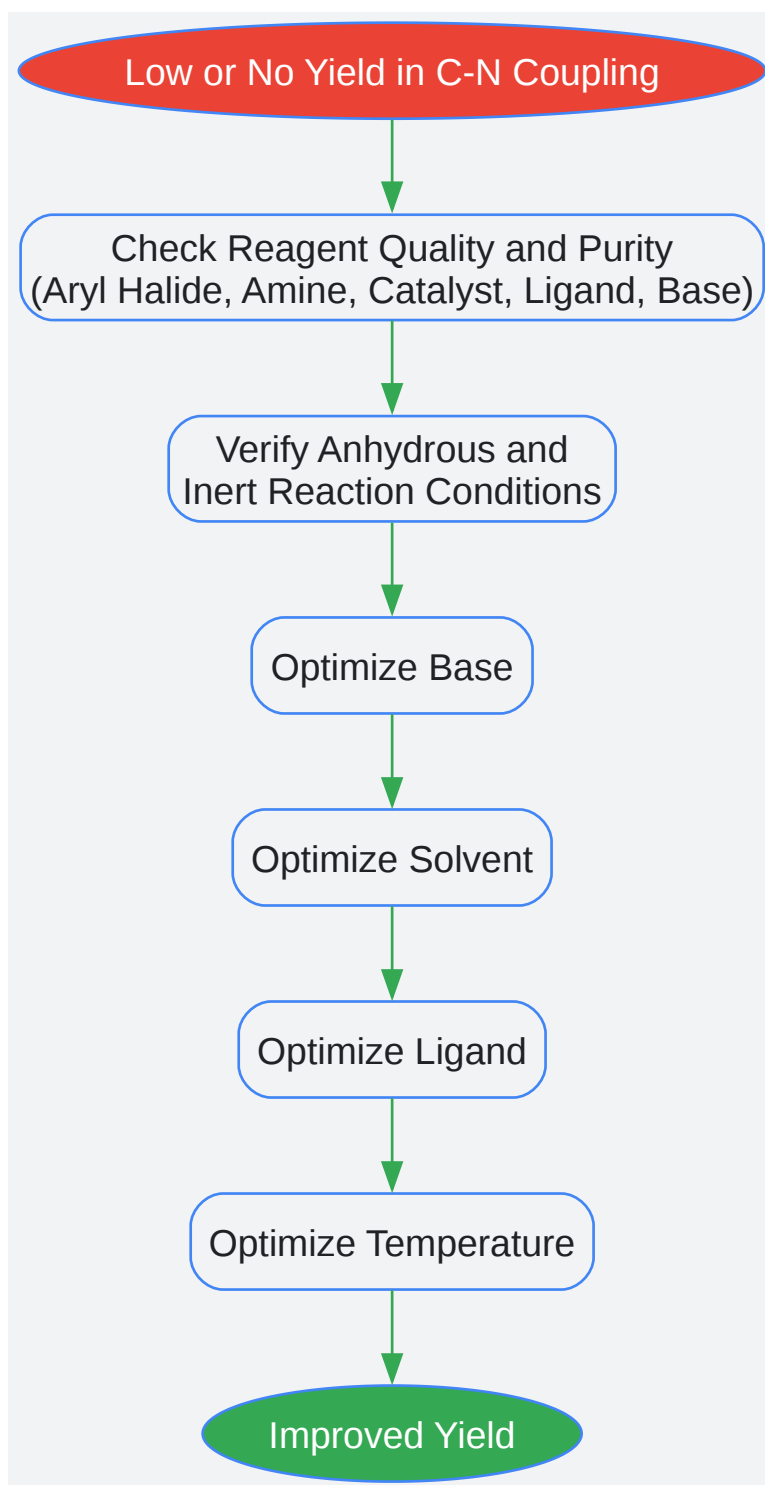 Low or No Yield in C-N Coupling
Check Reagent Quality and Purity
(Aryl Halide, Amine, Catalyst, Ligand, Base)
Verify Anhydrous and
Inert Reaction Conditions
Optimize Base
Optimize Solvent
Optimize Ligand
Optimize Temperature
Improved Yield